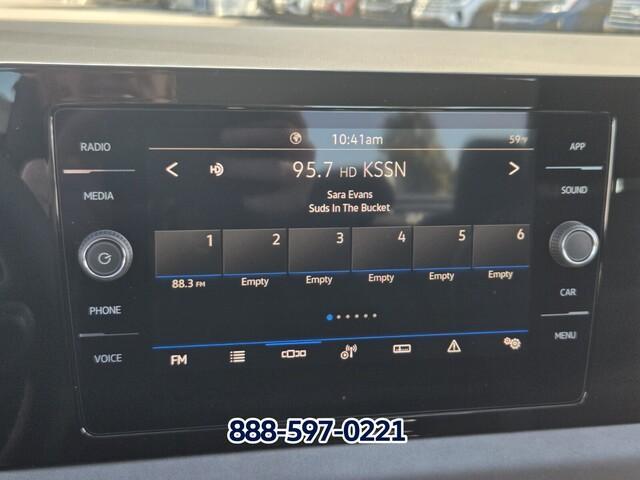 RADIO
MEDIA
PHONE
VOICE
10:41am
59°F
HD
95.7 HD KSSN
Sara Evans
Suds In The Bucket
1 2 3 4 5 6
88.3 FM Empty Empty Empty Empty Empty
FM
APP
SOUND
CAR
MENU
888-597-0221